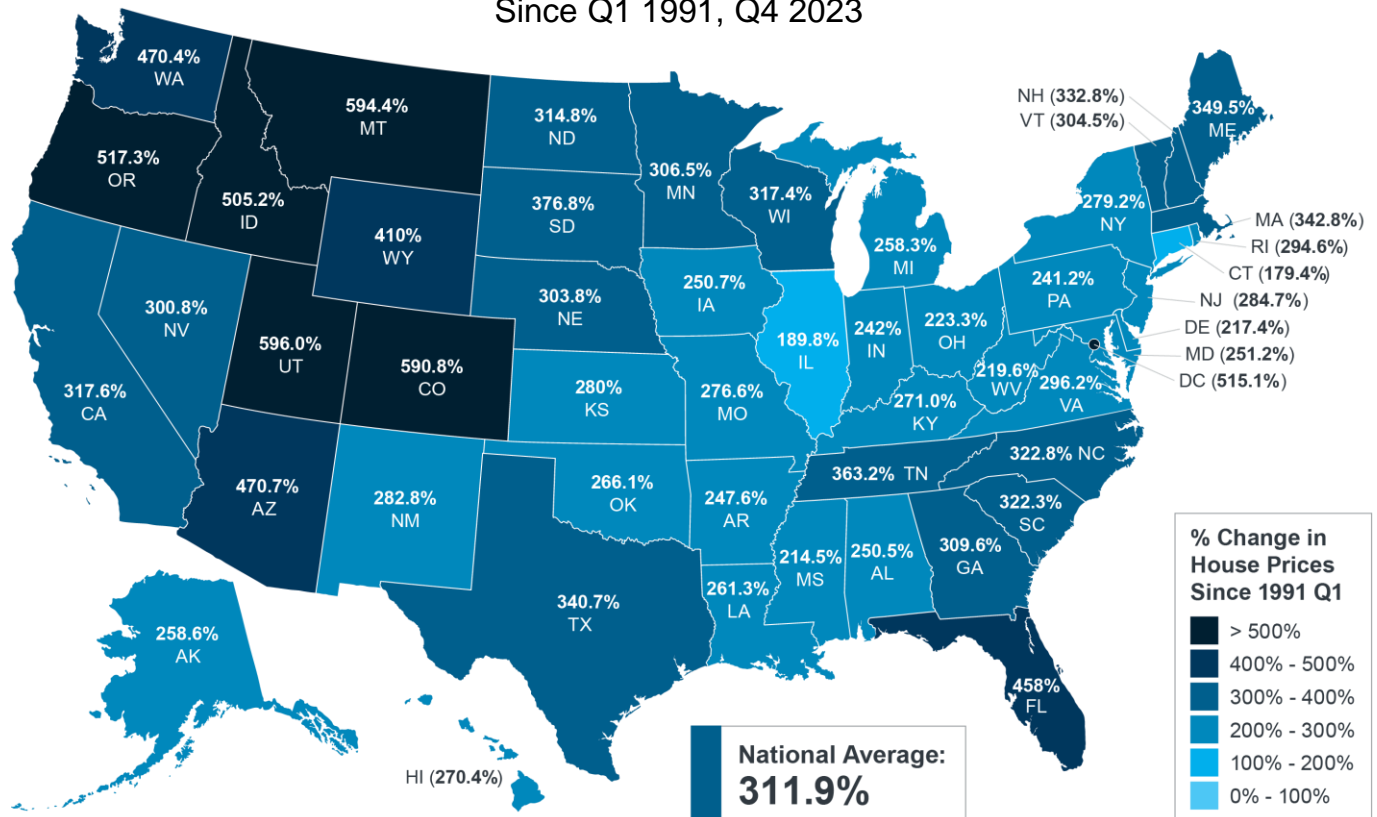 Since Q1 1991, Q4 2023
470.4%
WA
594.4%
MT
314.8%
ND
306.5%
MN
317.4%
WI
258.3%
MI
279.2%
NY
NH (332.8%)
VT (304.5%)
349.5%
ME
517.3%
OR
505.2%
ID
410%
WY
376.8%
SD
250.7%
IA
303.8%
NE
189.8%
IL
242%
IN
223.3%
OH
241.2%
PA
MA (342.8%)
RI (294.6%)
CT (179.4%)
NJ (284.7%)
DE (217.4%)
MD (251.2%)
DC (515.1%)
300.8%
NV
317.6%
CA
596.0%
UT
590.8%
CO
280%
KS
276.6%
MO
271.0%
KY
219.6%
WV
296.2%
VA
470.7%
AZ
282.8%
NM
266.1%
OK
247.6%
AR
363.2% TN
322.8% NC
322.3%
SC
340.7%
TX
261.3%
LA
214.5%
MS
250.5%
AL
309.6%
GA
458%
FL
258.6%
AK
HI (270.4%)
National Average:
311.9%
% Change in
House Prices
Since 1991 Q1
> 500%
400% - 500%
300% - 400%
200% - 300%
100% - 200%
0% - 100%